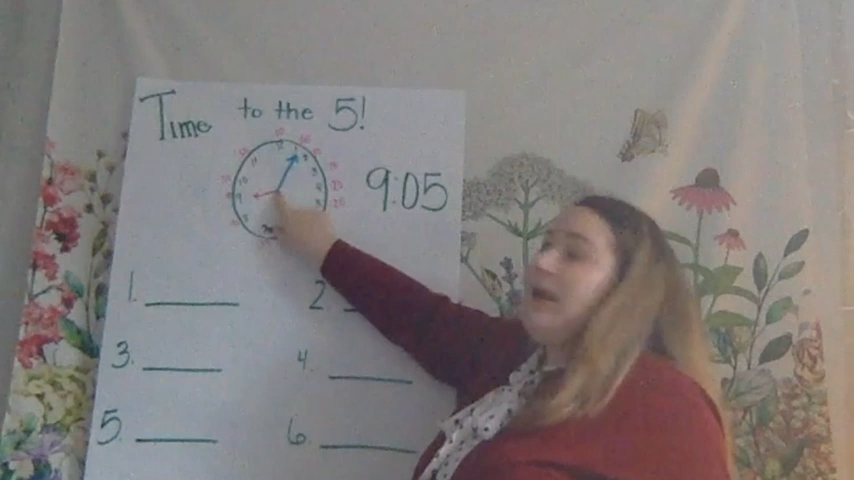 Time to the 5!
9:05
1. 2.
3. 4.
5. 6.